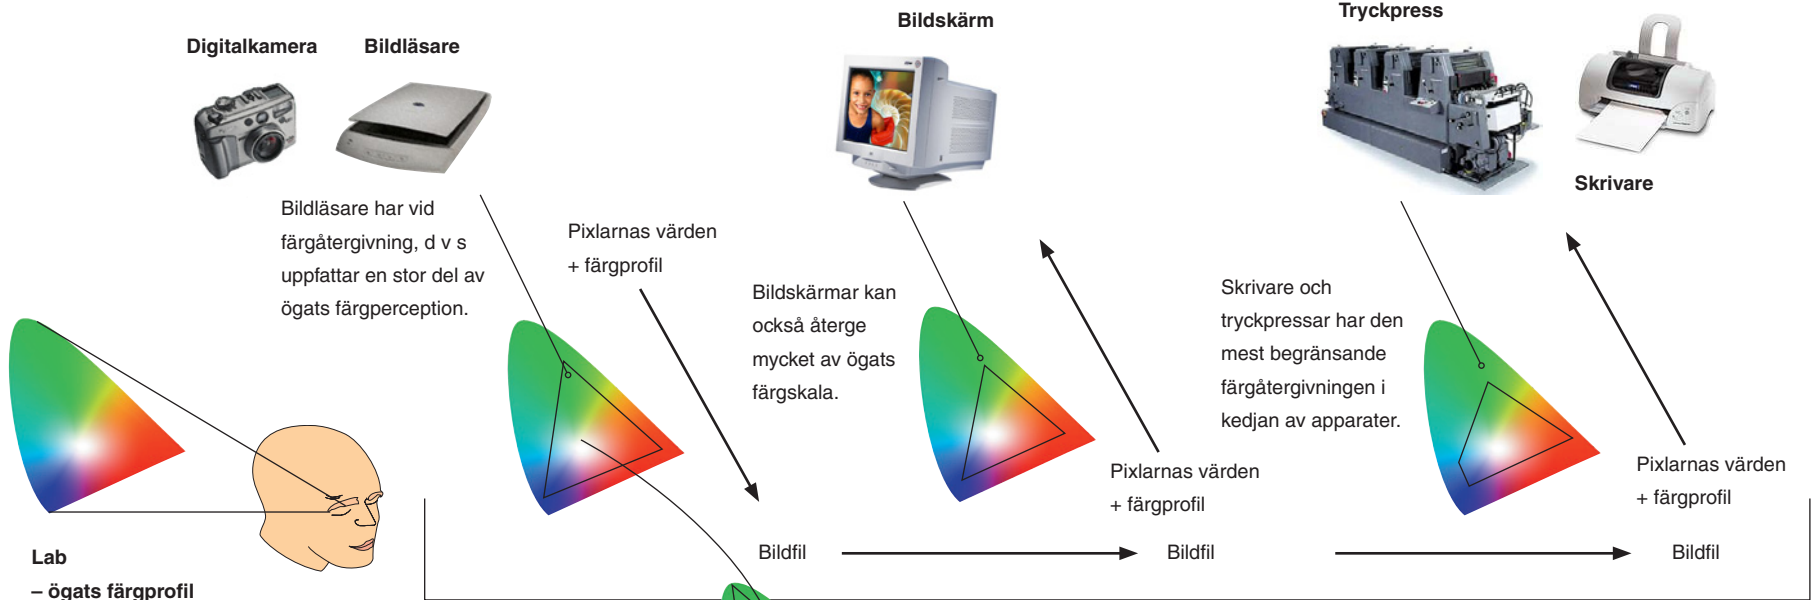 Digitalkamera
Bildläsare
Bildläsare har vid
färgåtergivning, d v s
uppfattar en stor del av
ögats färgperception.
Pixlarnas värden
+ färgprofil
Bildskärm
Bildskärmar kan
också återge
mycket av ögats
färgskala.
Pixlarnas värden
+ färgprofil
Tryckpress
Skrivare
Skrivare och
tryckpressar har den
mest begränsande
färgåtergivningen i
kedjan av apparater.
Pixlarnas värden
+ färgprofil
Bildfil
Bildfil
Bildfil
Lab
– ögats färgprofil